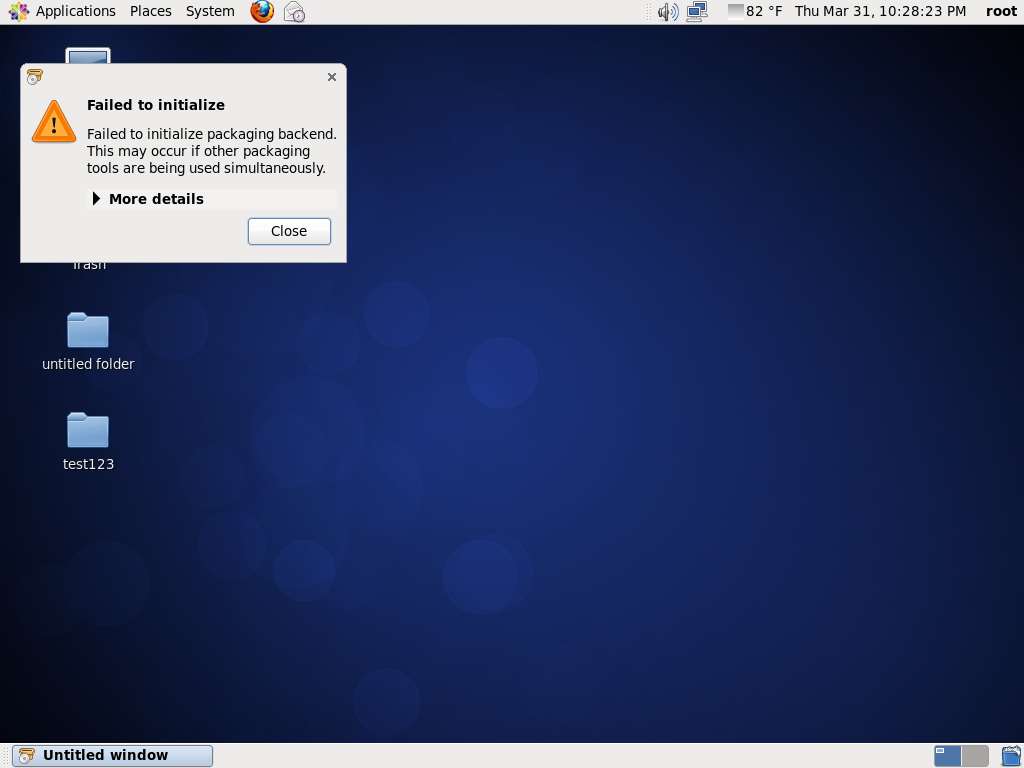 Applications Places System 82 °F Thu Mar 31, 10:28:23 PM root
Failed to initialize
Failed to initialize packaging backend.
This may occur if other packaging
tools are being used simultaneously.
More details
Close
Trash
untitled folder
test123
Untitled window